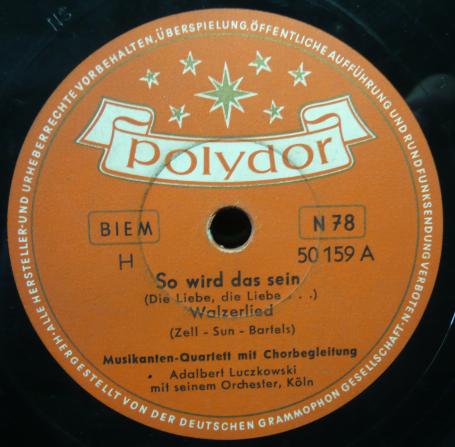 115
ALLE HERSTELLER- UND URHEBERRECHTE VORBEHALTEN, ÜBERSPIELUNG, ÖFFENTLICHE AUFFÜHRUNG UND RUNDFUNKSENDUNG VERBOTEN
polydor
BIEM
N 78
H
50 159 A
So wird das sein
(Die Liebe, die Liebe . . .)
Walzerlied
(Zell - Sun - Bartels)
Musikanten-Quartett mit Chorbegleitung
Adalbert Luczkowski
mit seinem Orchester, Köln
HERGESTELLT VON DER DEUTSCHEN GRAMMOPHON GESELLSCHAFT